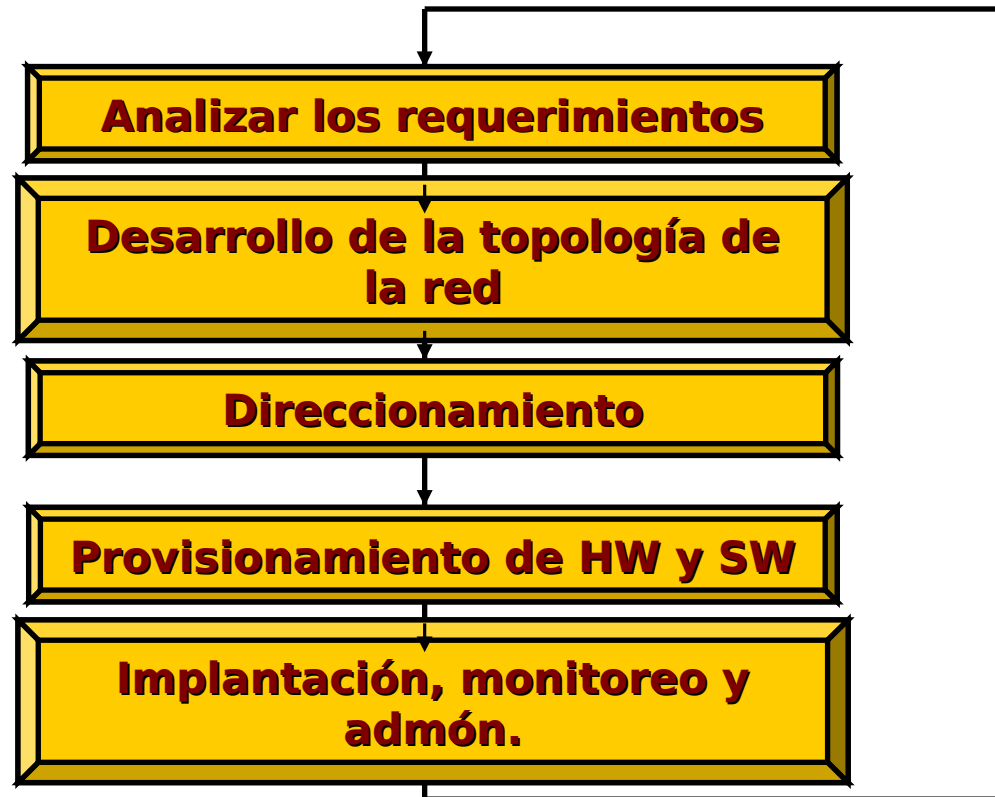 Analizar los requerimientos
Desarrollo de la topología de
la red
Direccionamiento
Provisionamiento de HW y SW
Implantación, monitoreo y
admón.